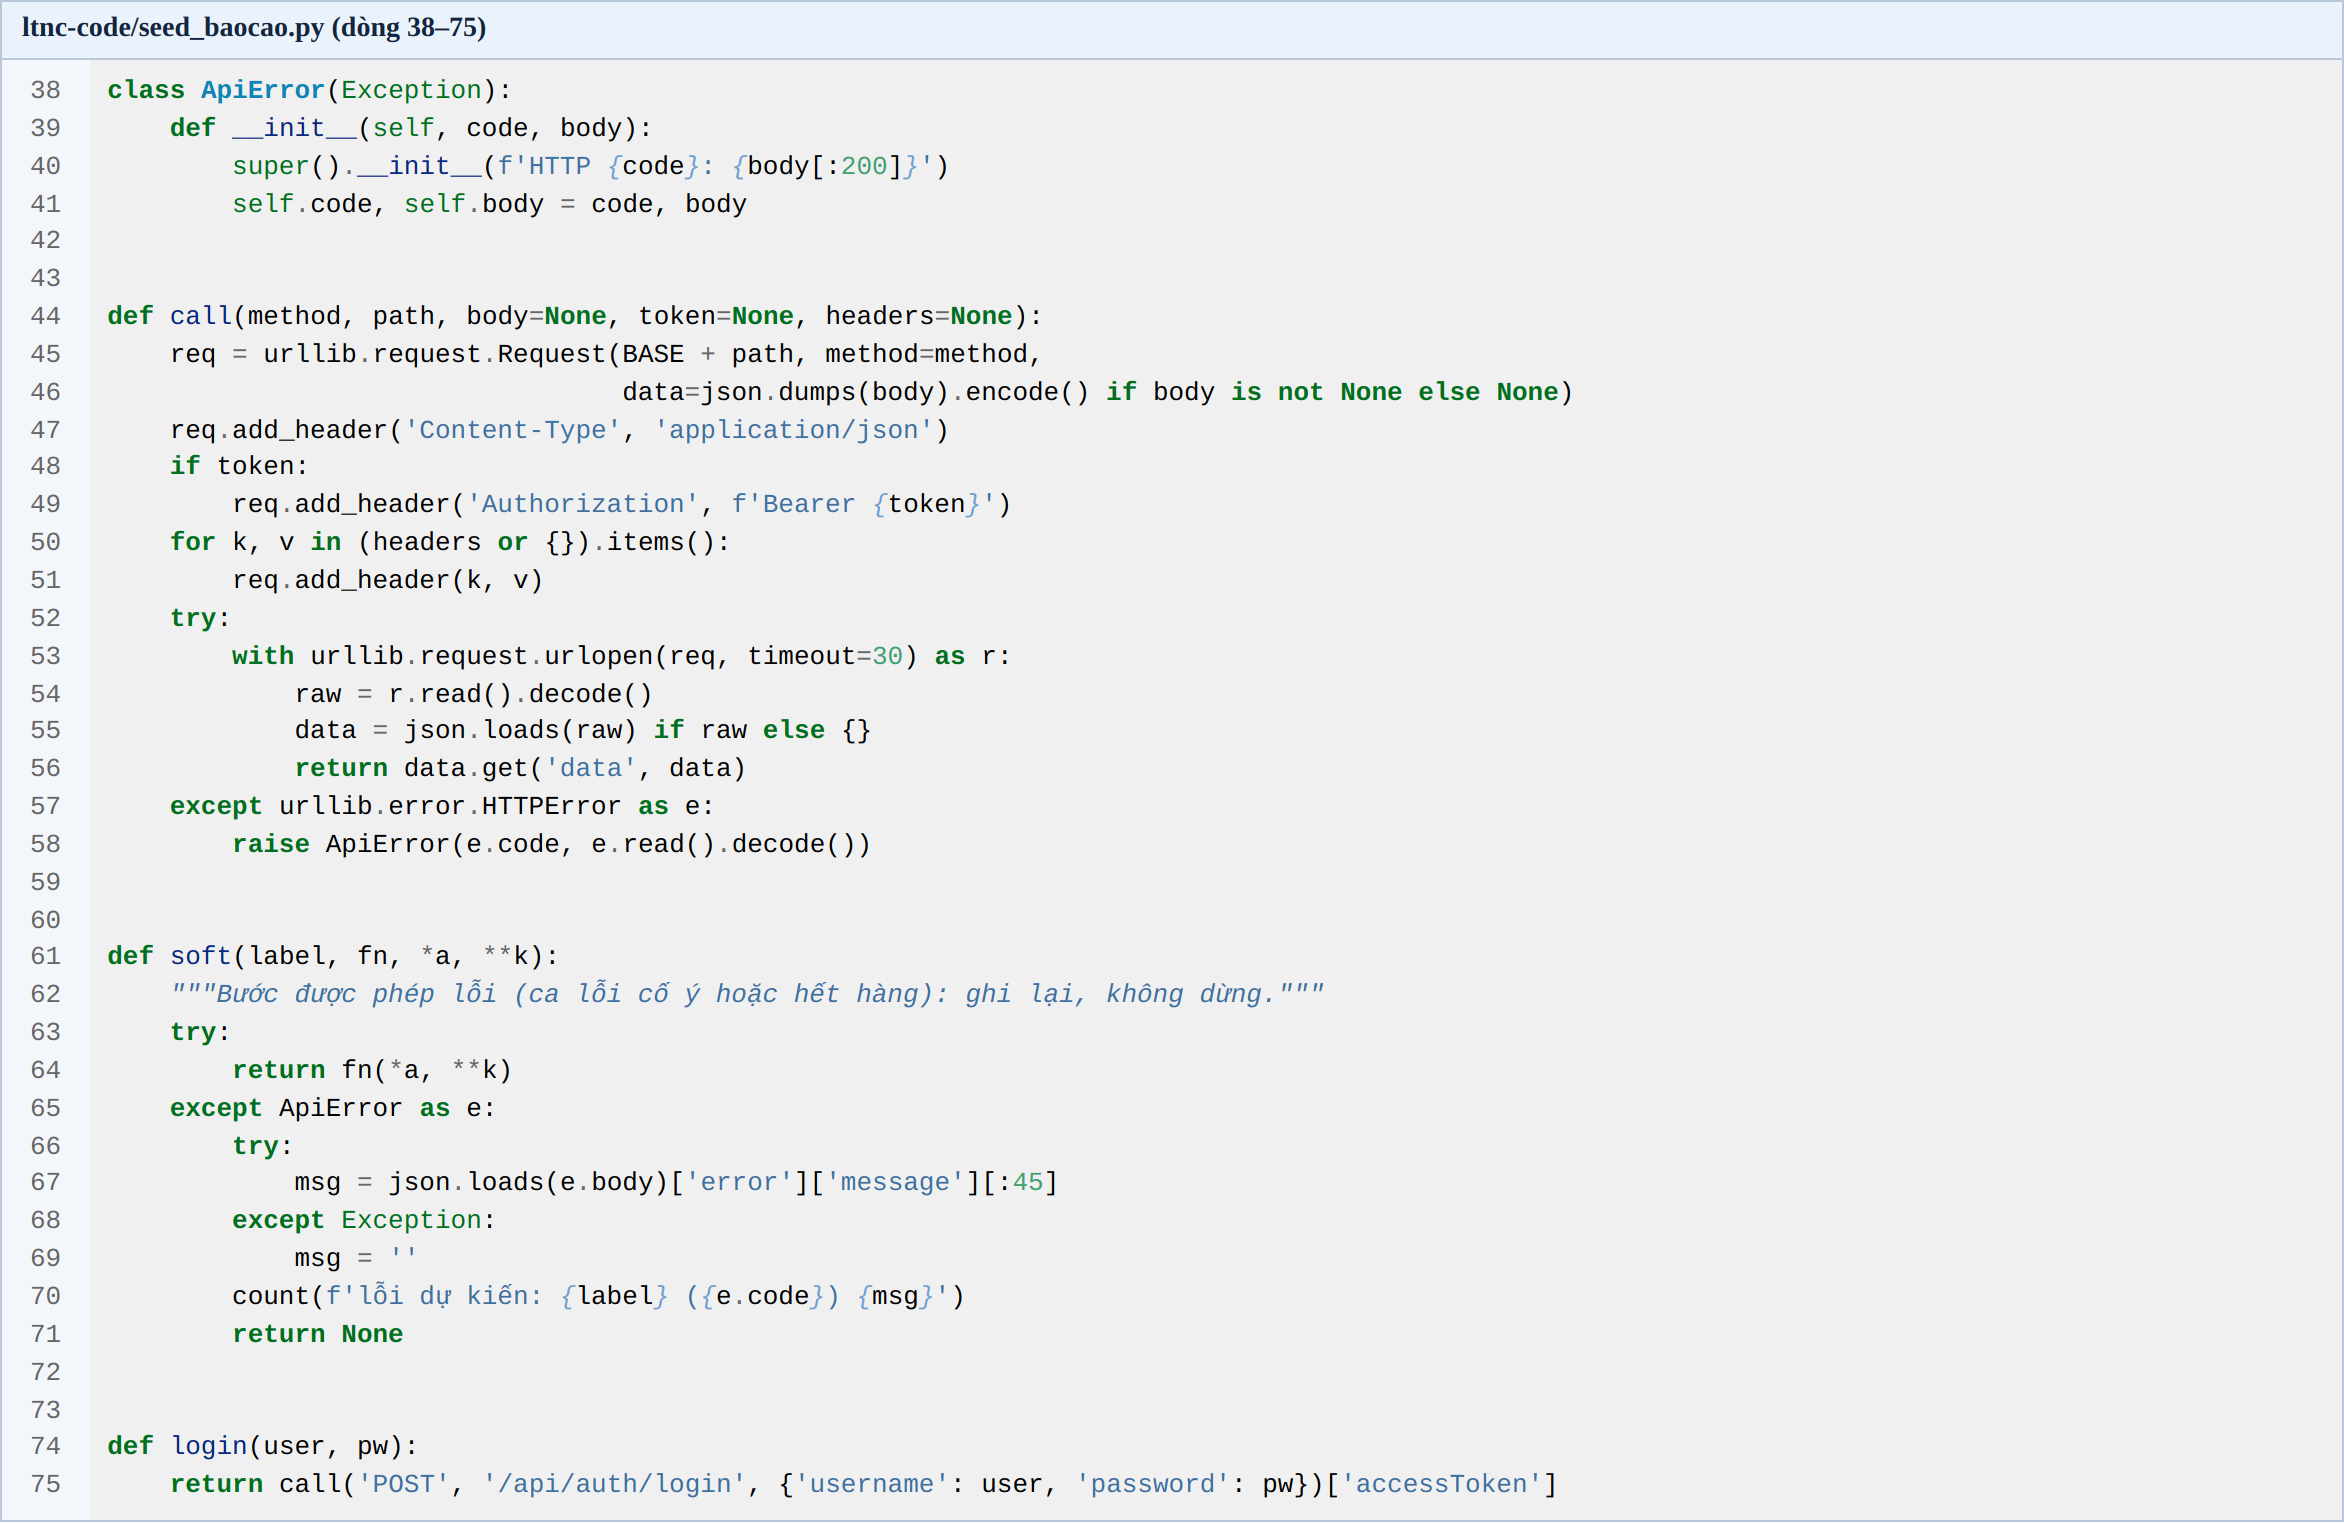 ltnc-code/seed_baocao.py (dòng 38–75)
38 class ApiError(Exception):
39     def __init__(self, code, body):
40         super().__init__(f'HTTP {code}: {body[:200]}')
41         self.code, self.body = code, body
42
43
44 def call(method, path, body=None, token=None, headers=None):
45     req = urllib.request.Request(BASE + path, method=method,
46                                  data=json.dumps(body).encode() if body is not None else None)
47     req.add_header('Content-Type', 'application/json')
48     if token:
49         req.add_header('Authorization', f'Bearer {token}')
50     for k, v in (headers or {}).items():
51         req.add_header(k, v)
52     try:
53         with urllib.request.urlopen(req, timeout=30) as r:
54             raw = r.read().decode()
55             data = json.loads(raw) if raw else {}
56             return data.get('data', data)
57     except urllib.error.HTTPError as e:
58         raise ApiError(e.code, e.read().decode())
59
60
61 def soft(label, fn, *a, **k):
62     """Bước được phép lỗi (ca lỗi cố ý hoặc hết hàng): ghi lại, không dừng."""
63     try:
64         return fn(*a, **k)
65     except ApiError as e:
66         try:
67             msg = json.loads(e.body)['error']['message'][:45]
68         except Exception:
69             msg = ''
70         count(f'lỗi dự kiến: {label} ({e.code}) {msg}')
71         return None
72
73
74 def login(user, pw):
75     return call('POST', '/api/auth/login', {'username': user, 'password': pw})['accessToken']